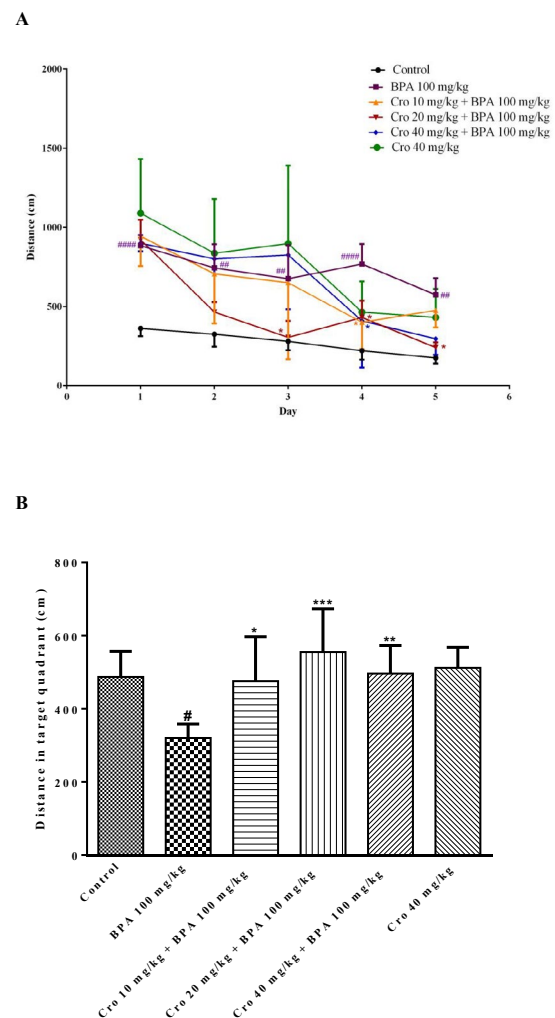 A
2000
1500
1000
500
0
Distance (cm)
0 1 2 3 4 5 6
Day
Control
BPA 100 mg/kg
Cro 10 mg/kg + BPA 100 mg/kg
Cro 20 mg/kg + BPA 100 mg/kg
Cro 40 mg/kg + BPA 100 mg/kg
Cro 40 mg/kg
####
##
##
*
####
*
*
*
##
*
B
800
600
400
200
0
Distance in target quadrant (cm)
#
*
***
**
Control
BPA 100 mg/kg
Cro 10 mg/kg + BPA 100 mg/kg
Cro 20 mg/kg + BPA 100 mg/kg
Cro 40 mg/kg + BPA 100 mg/kg
Cro 40 mg/kg